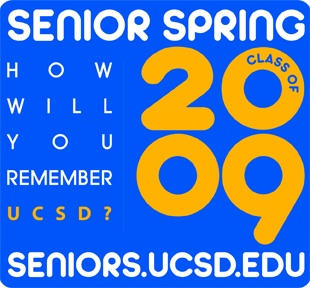 SENIOR SPRING
HOW
WILL
YOU
REMEMBER
UCSD?
CLASS OF
20
09
SENIORS.UCSD.EDU